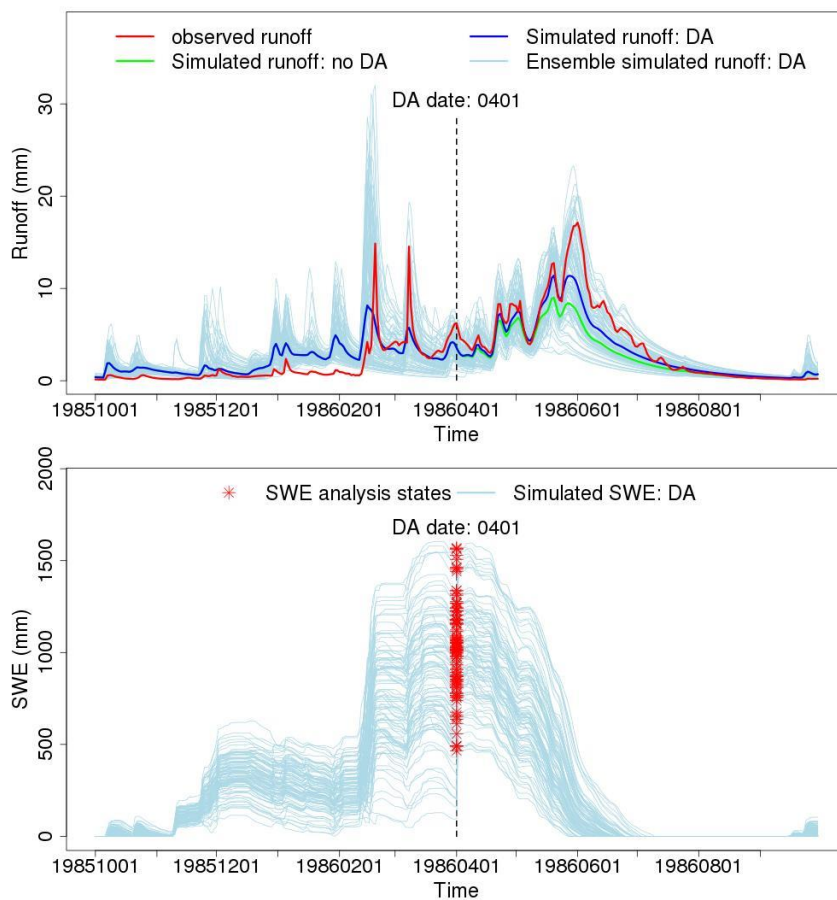 observed runoff
Simulated runoff: DA
Simulated runoff: no DA
Ensemble simulated runoff: DA
DA date: 0401
Runoff (mm)
30
20
10
0
19851001 19851201 19860201 19860401 19860601 19860801
Time
SWE analysis states
Simulated SWE: DA
DA date: 0401
SWE (mm)
2000
1500
1000
500
0
19851001 19851201 19860201 19860401 19860601 19860801
Time